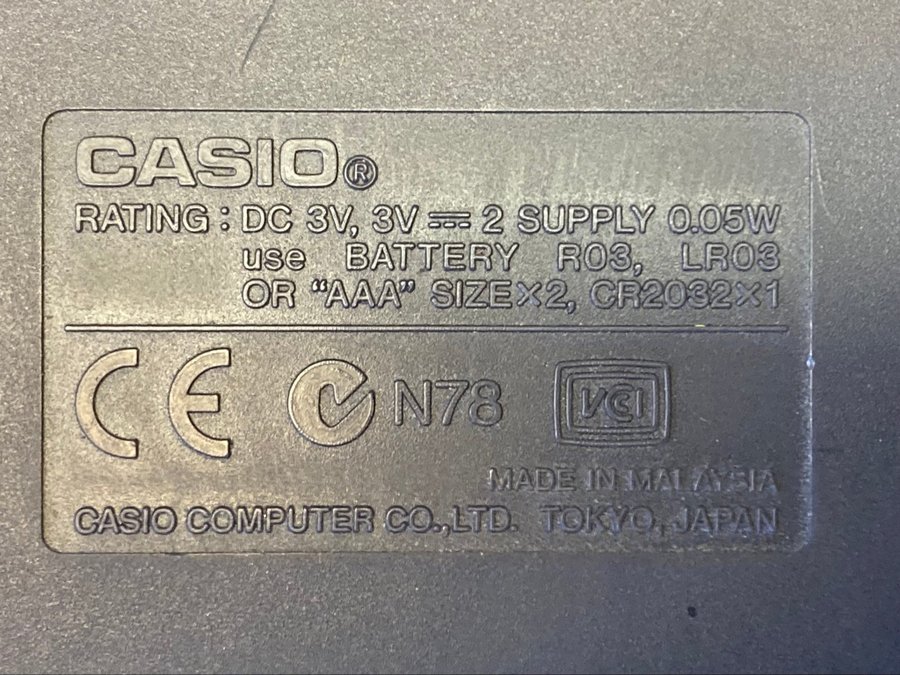 CASIO®
RATING : DC 3V, 3V ⎓ 2 SUPPLY 0.05W
use BATTERY R03, LR03
OR “AAA” SIZE×2, CR2032×1
CE N78 VCI
MADE IN MALAYSIA
CASIO COMPUTER CO.,LTD. TOKYO, JAPAN